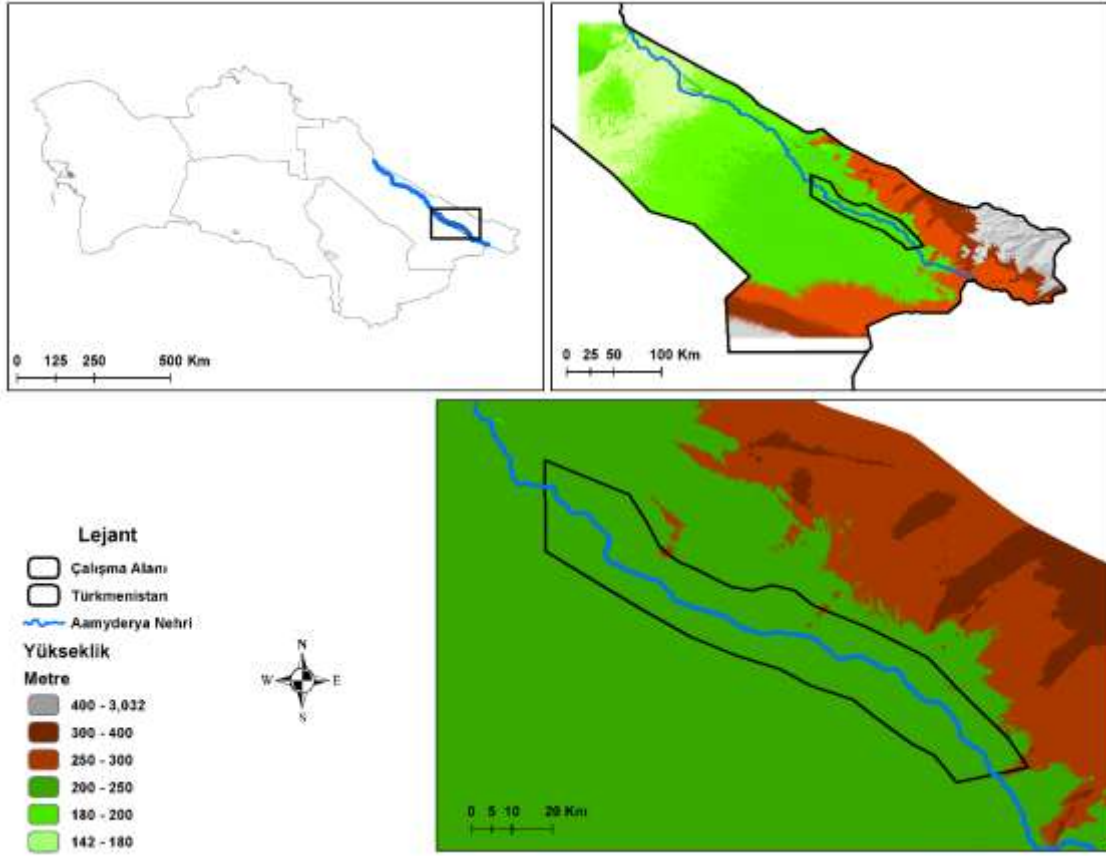 0 125 250 500 Km
0 25 50 100 Km
Lejant
Çalışma Alanı
Türkmenistan
Aamyderya Nehri
Yükseklik
Metre
400 - 3,032
300 - 400
250 - 300
200 - 250
180 - 200
142 - 180
N
W E
S
0 5 10 20 Km